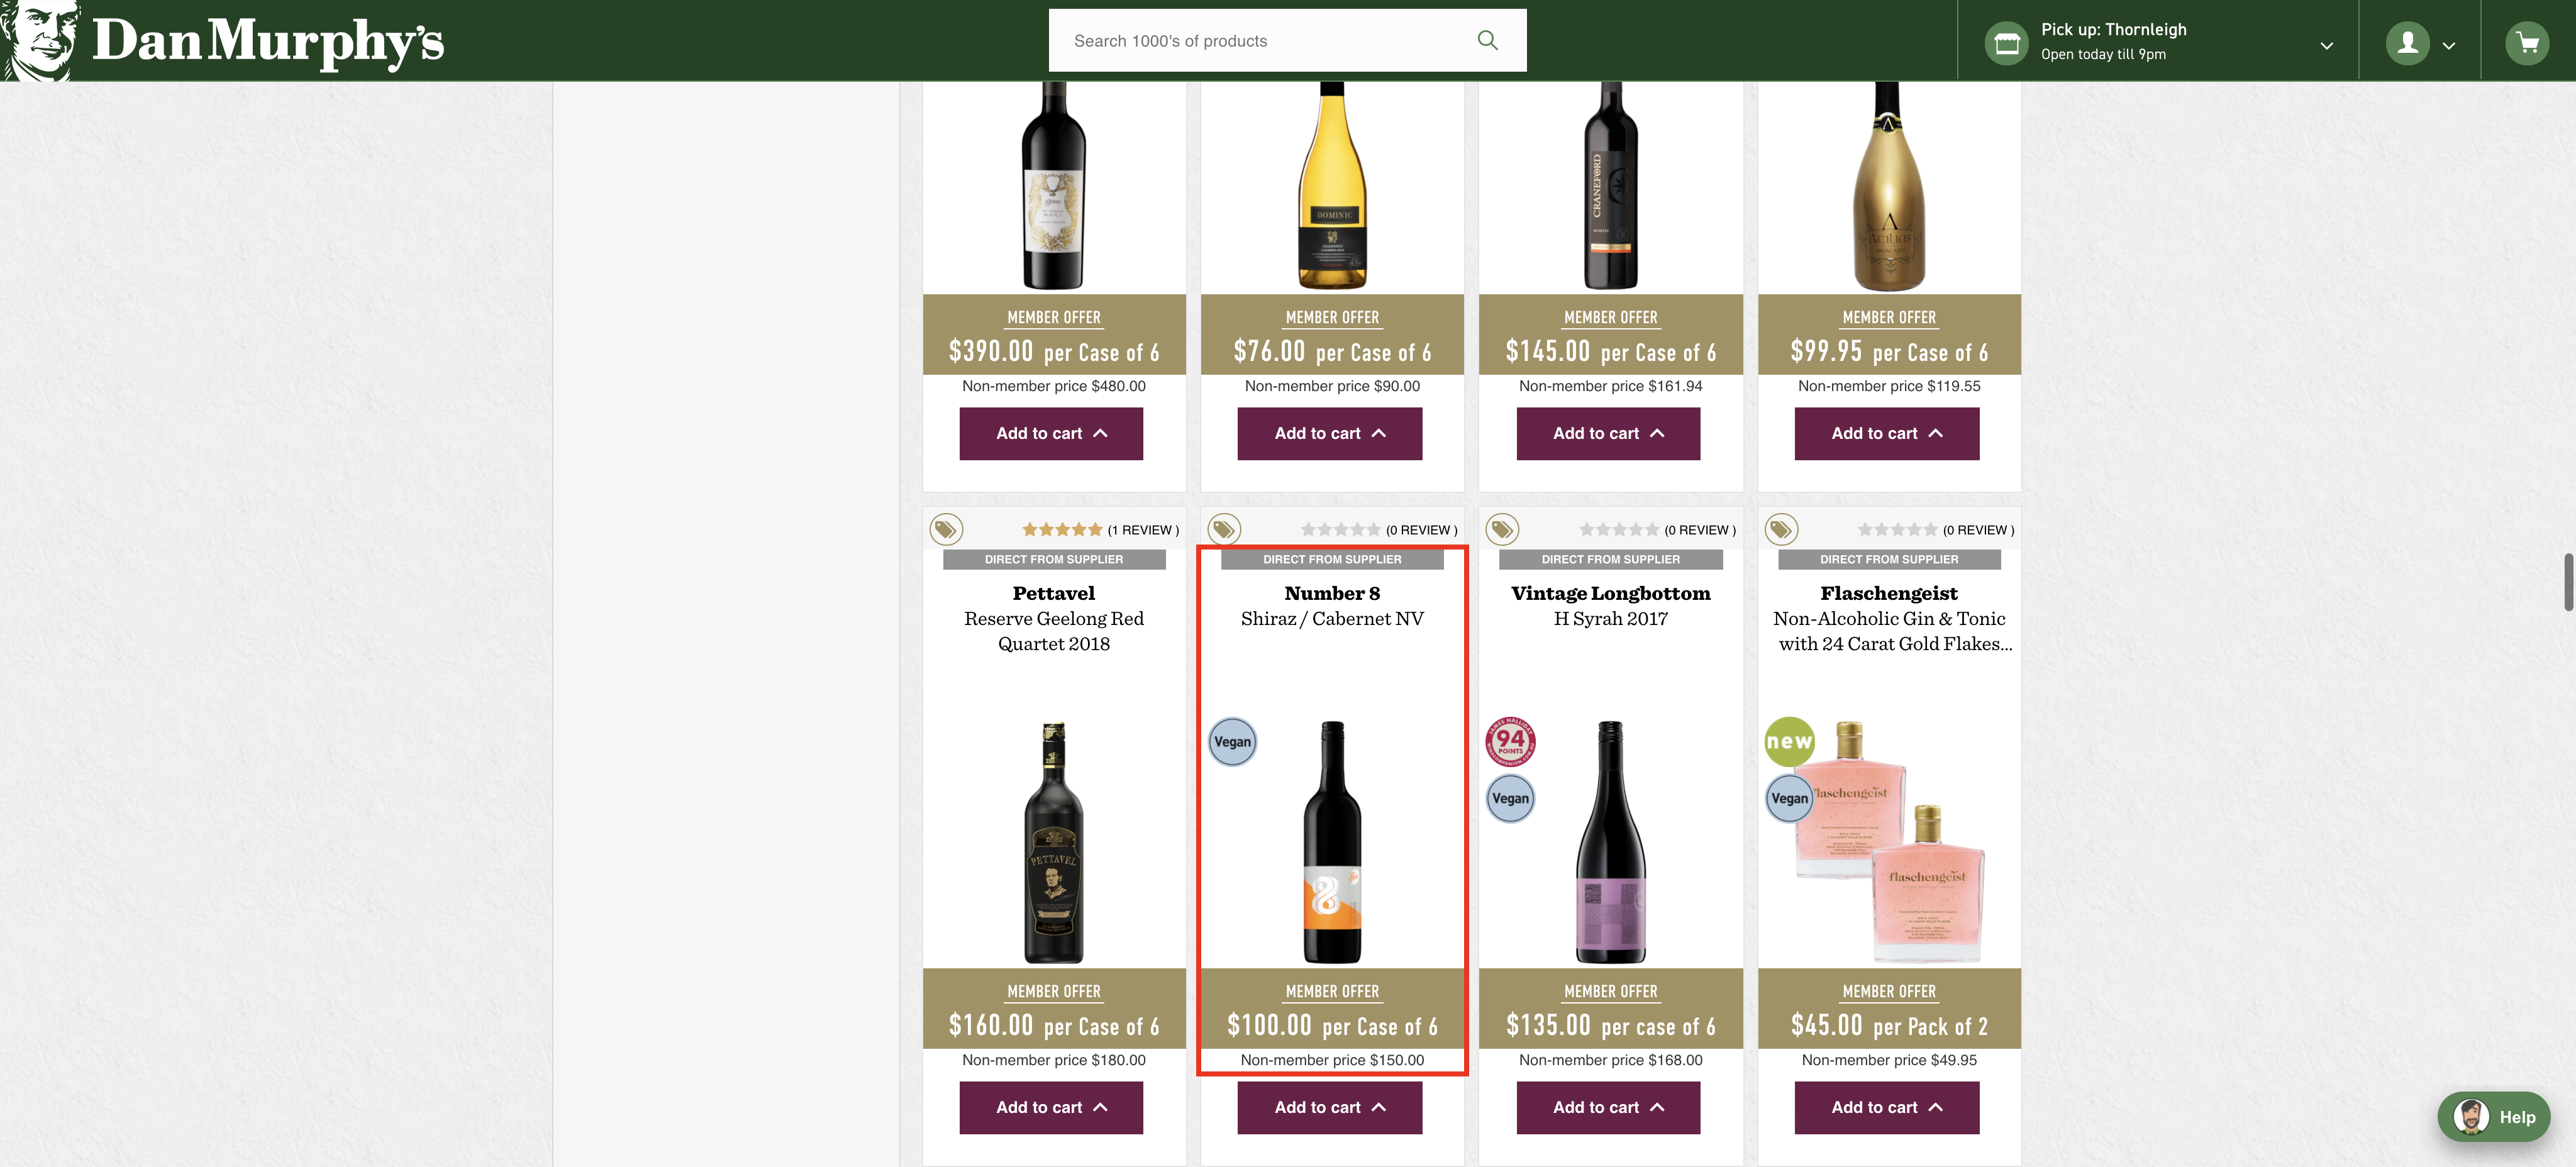 Dan Murphy's
Search 1000's of products
Pick up: Thornleigh
Open today till 9pm
DOMINIC
CRANEFORD
MEMBER OFFER
$390.00 per Case of 6
Non-member price $480.00
Add to cart
MEMBER OFFER
$76.00 per Case of 6
Non-member price $90.00
Add to cart
MEMBER OFFER
$145.00 per Case of 6
Non-member price $161.94
Add to cart
MEMBER OFFER
$99.95 per Case of 6
Non-member price $119.55
Add to cart
(1 REVIEW )
DIRECT FROM SUPPLIER
Pettavel
Reserve Geelong Red
Quartet 2018
PETTAVEL
MEMBER OFFER
$160.00 per Case of 6
Non-member price $180.00
Add to cart
(0 REVIEW )
DIRECT FROM SUPPLIER
Number 8
Shiraz / Cabernet NV
Vegan
8
MEMBER OFFER
$100.00 per Case of 6
Non-member price $150.00
Add to cart
(0 REVIEW )
DIRECT FROM SUPPLIER
Vintage Longbottom
H Syrah 2017
94
POINTS
Vegan
MEMBER OFFER
$135.00 per case of 6
Non-member price $168.00
Add to cart
(0 REVIEW )
DIRECT FROM SUPPLIER
Flaschengeist
Non-Alcoholic Gin & Tonic
with 24 Carat Gold Flakes...
new
Vegan
flaschengeist
flaschengeist
MEMBER OFFER
$45.00 per Pack of 2
Non-member price $49.95
Add to cart
Help